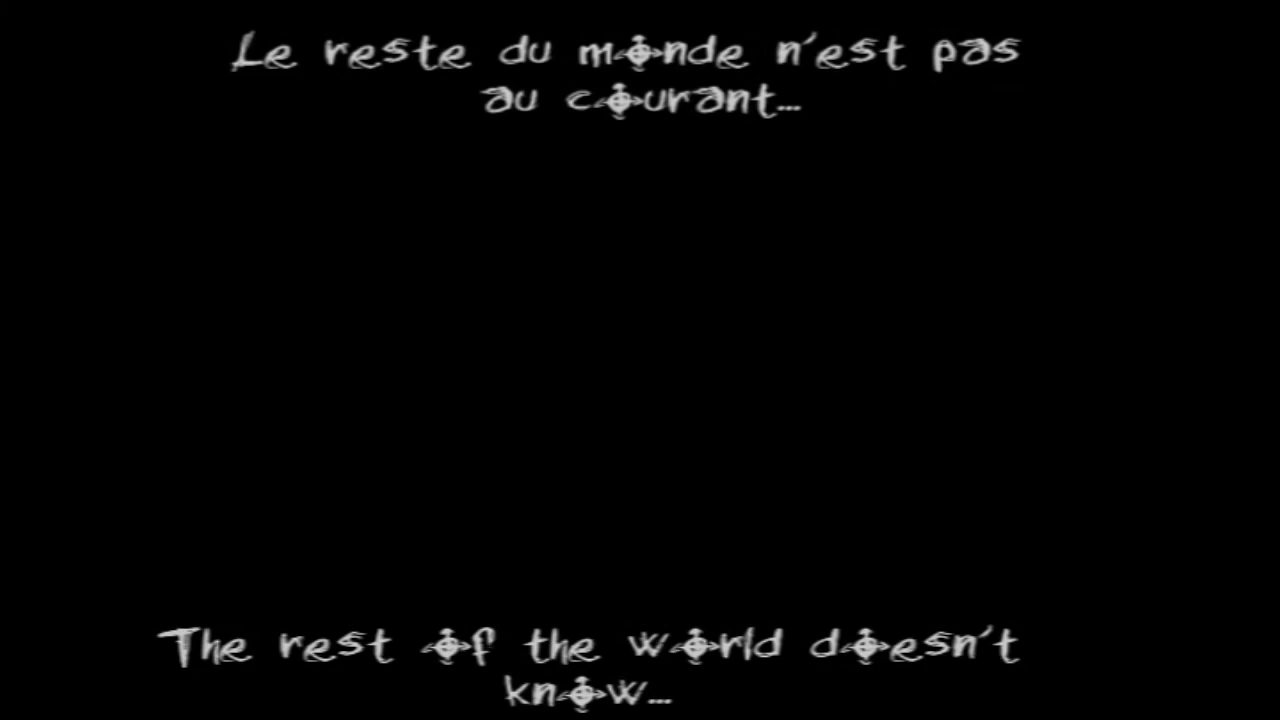 Le reste du monde n'est pas
au courant...
The rest of the world doesn't
know...